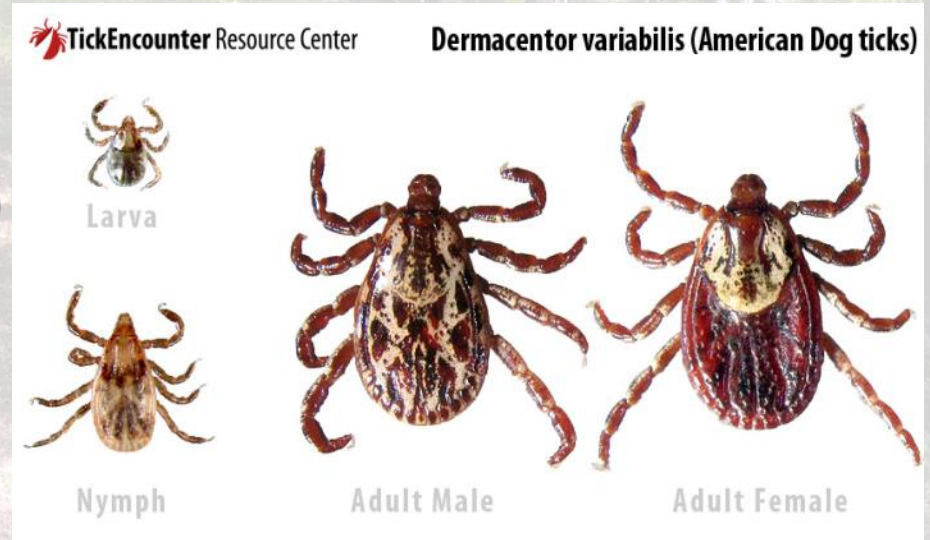 TickEncounter Resource Center
Dermacentor variabilis (American Dog ticks)
Larva
Nymph
Adult Male
Adult Female